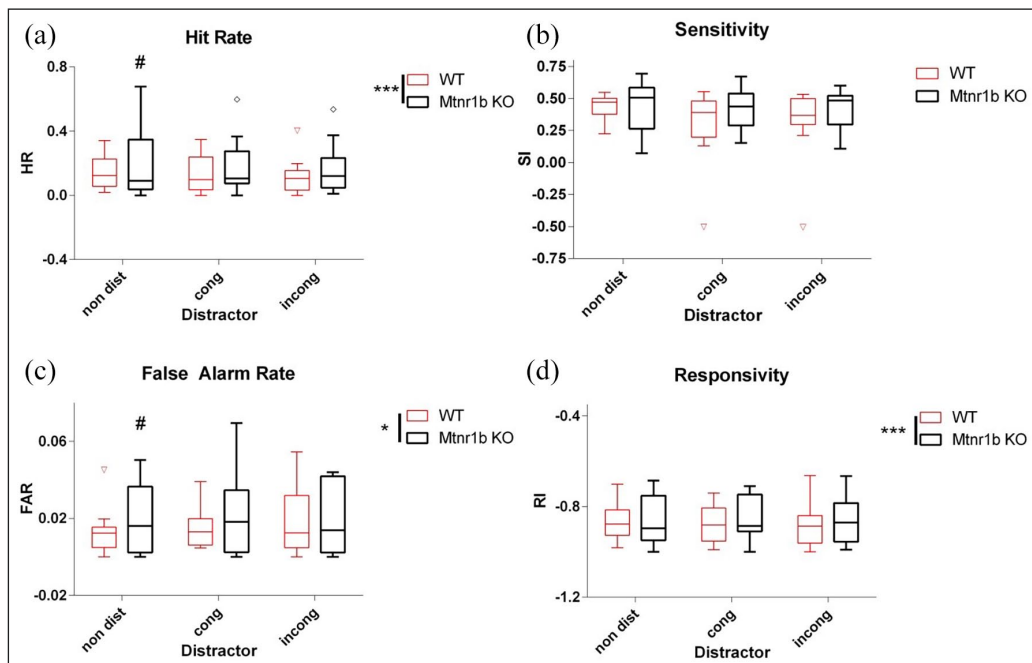 (a)
Hit Rate
#
0.8
0.4
0.0
-0.4
HR
non dist
cong
incong
Distractor
***
WT
Mtnr1b KO
(b)
Sensitivity
0.75
0.50
0.25
0.00
-0.25
-0.50
-0.75
SI
non dist
cong
incong
Distractor
WT
Mtnr1b KO
(c)
False Alarm Rate
#
0.06
0.02
-0.02
FAR
non dist
cong
incong
Distractor
*
WT
Mtnr1b KO
(d)
Responsivity
-0.4
-0.8
-1.2
RI
non dist
cong
incong
Distractor
***
WT
Mtnr1b KO